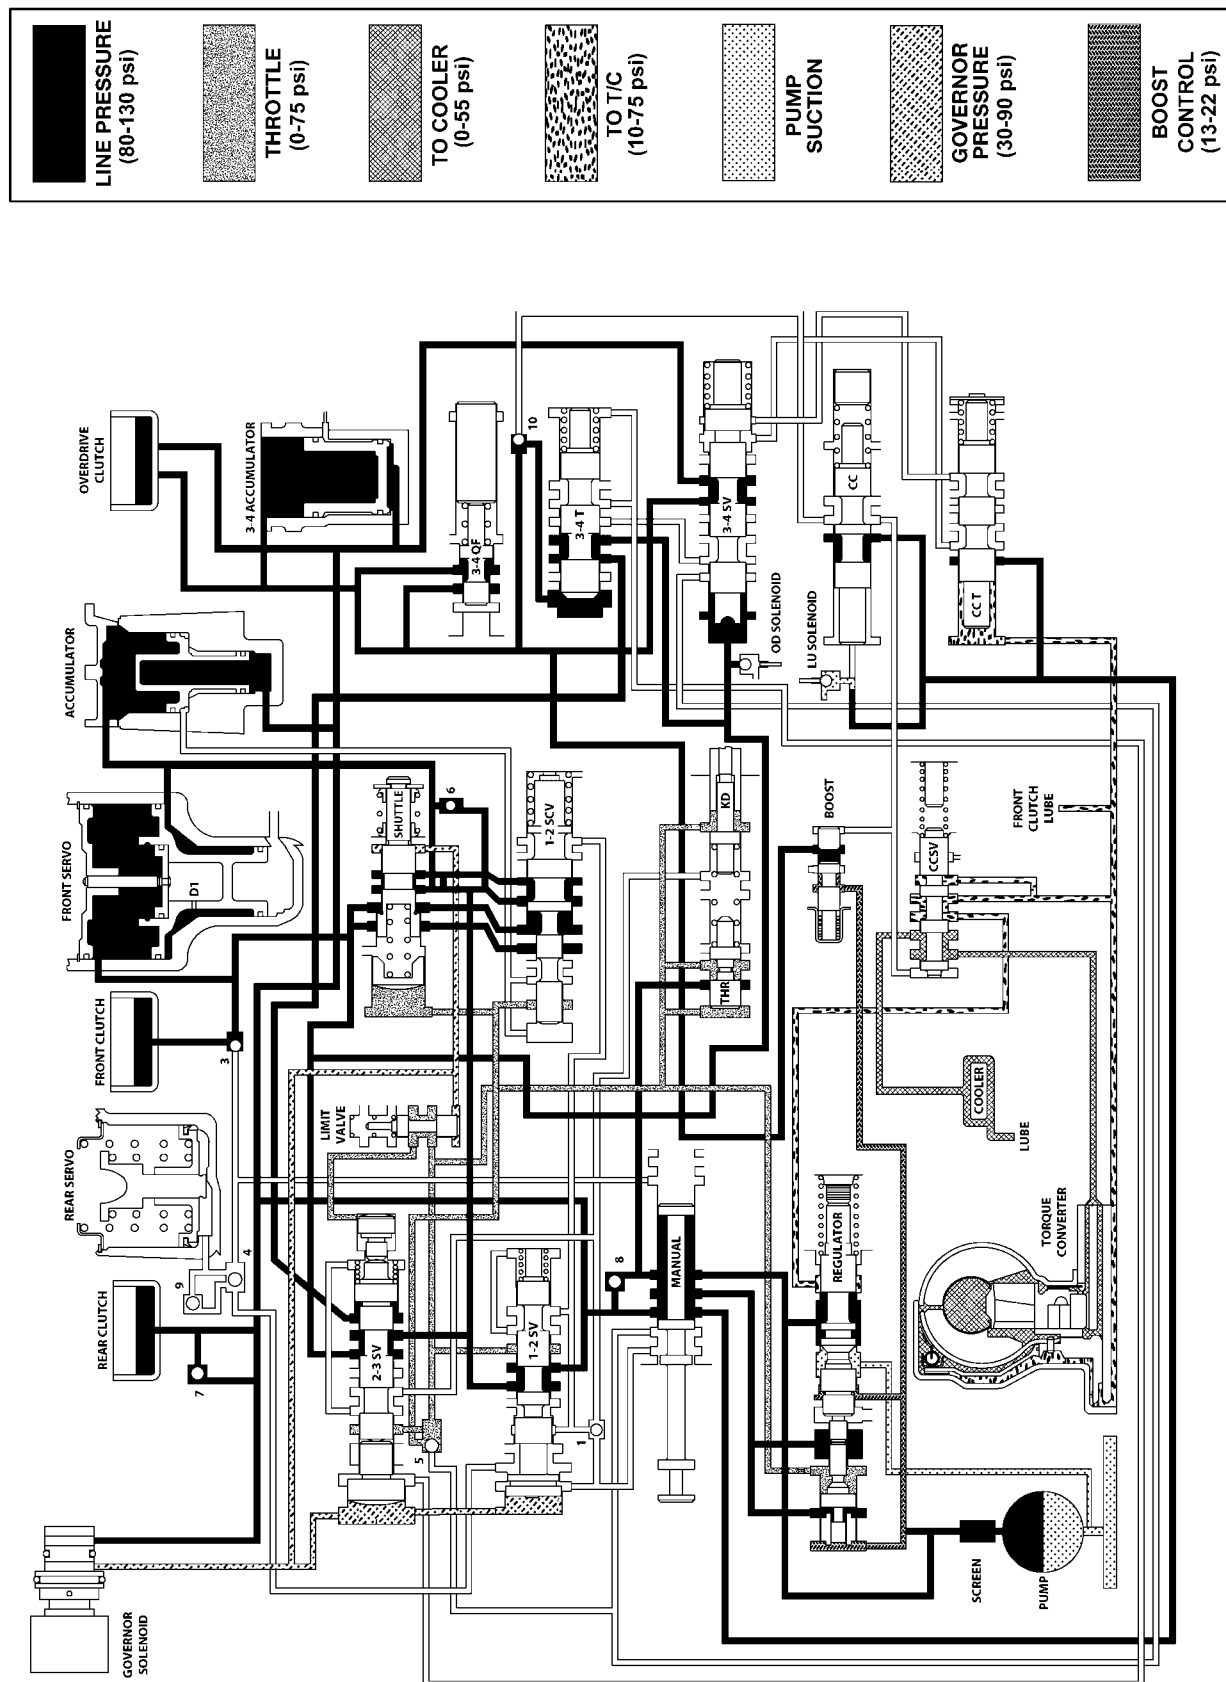 LINE PRESSURE
(80-130 psi)
THROTTLE
(0-75 psi)
TO COOLER
(0-55 psi)
TO T/C
(10-75 psi)
PUMP
SUCTION
GOVERNOR
PRESSURE
(30-90 psi)
BOOST
CONTROL
(13-22 psi)
OVERDRIVE
CLUTCH
3-4 ACCUMULATOR
3-4 QF
10
3-4 T
3-4 SV
OD SOLENOID
CC
LU SOLENOID
CC T
ACCUMULATOR
FRONT SERVO
D1
SHUTTLE
6
1-2 SCV
KD
THR
BOOST
CCSV
FRONT CLUTCH
LUBE
FRONT CLUTCH
3
REAR SERVO
LIMIT
VALVE
COOLER
LUBE
9
4
REAR CLUTCH
7
2-3 SV
5
1-2 SV
1
8
MANUAL
REGULATOR
TORQUE
CONVERTER
GOVERNOR
SOLENOID
SCREEN
PUMP